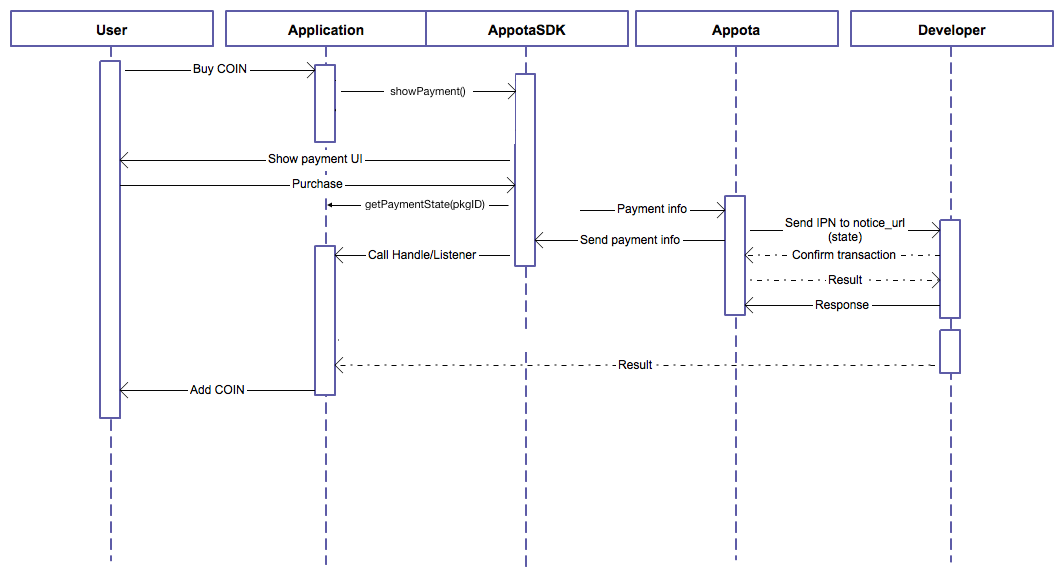 User
Application
AppotaSDK
Appota
Developer
Buy COIN
showPayment()
Show payment UI
Purchase
getPaymentState(pkgID)
Payment info
Send IPN to notice_url
(state)
Send payment info
Call Handle/Listener
Confirm transaction
Result
Response
Result
Add COIN